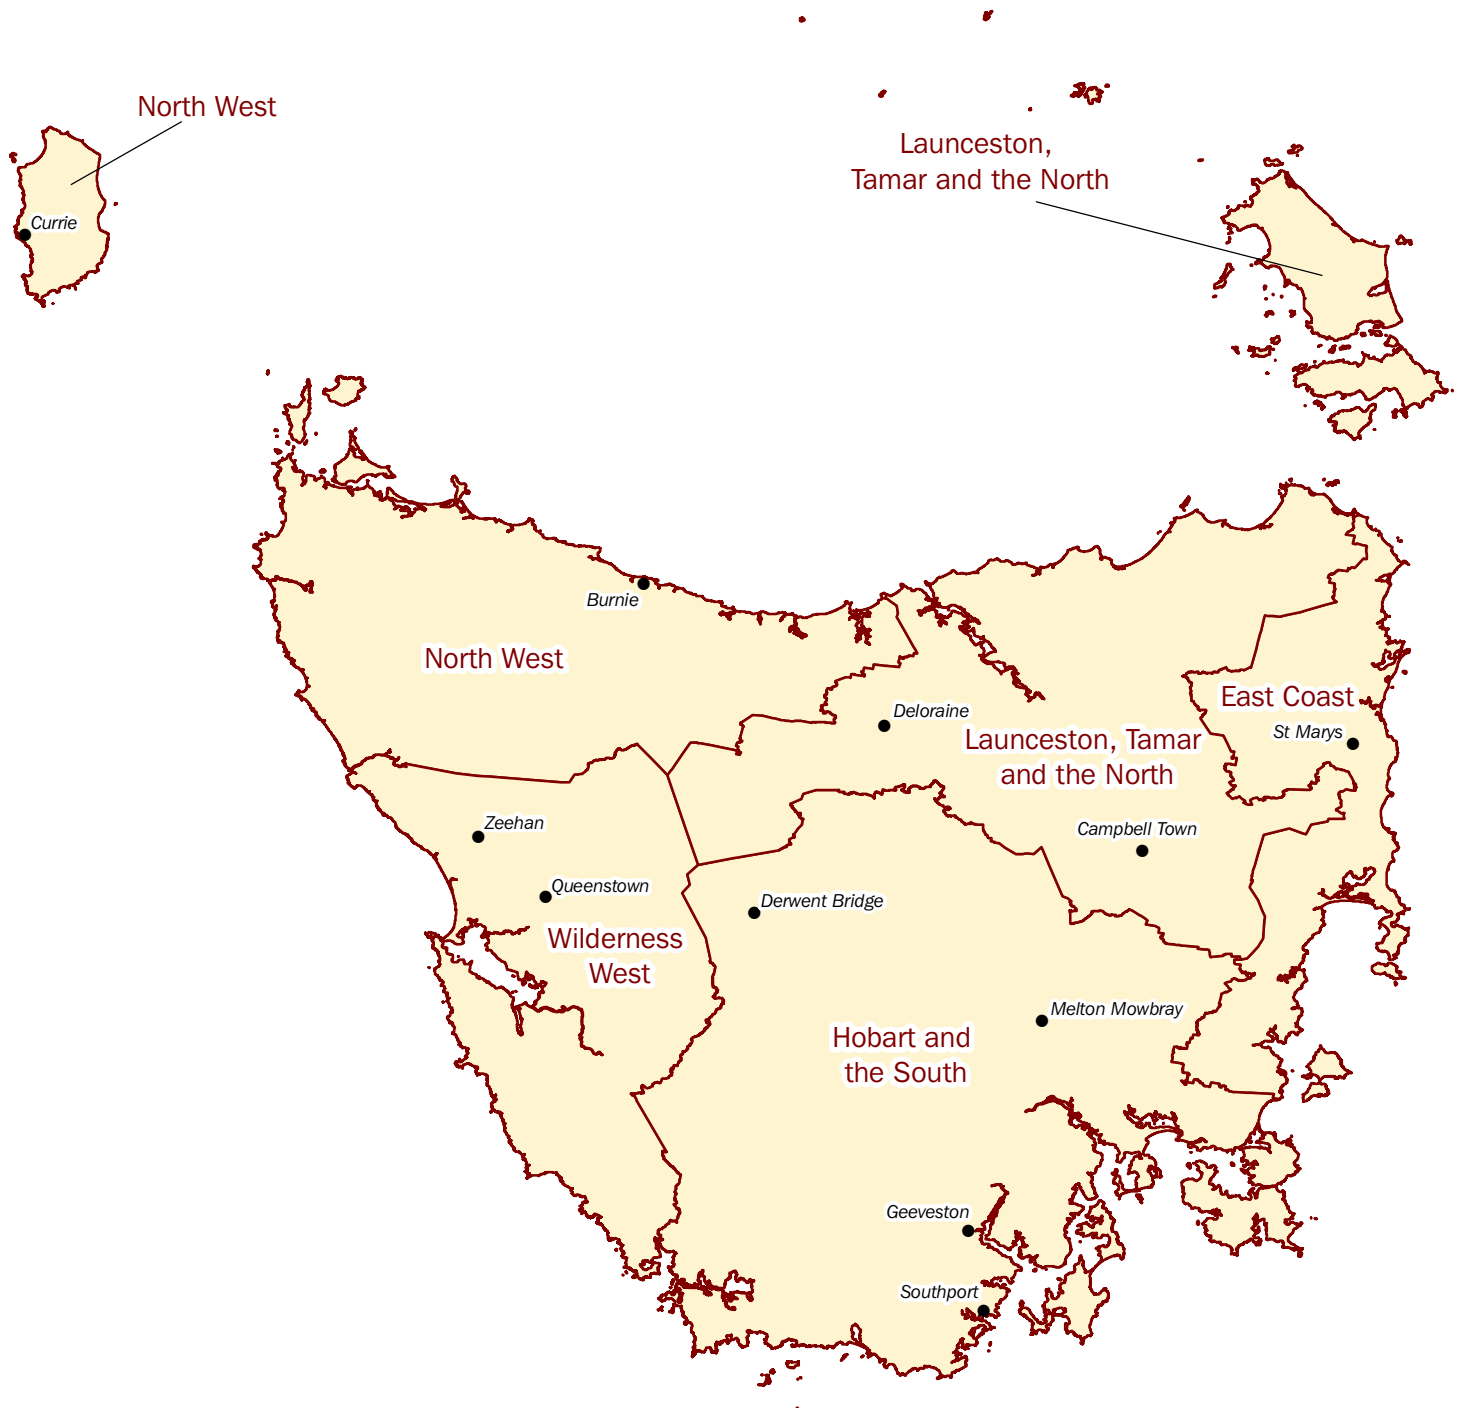 North West
Launceston,
Tamar and the North
Currie
Burnie
North West
East Coast
Deloraine
St Marys
Launceston, Tamar
and the North
Zeehan
Campbell Town
Queenstown
Derwent Bridge
Wilderness
West
Melton Mowbray
Hobart and
the South
Geeveston
Southport